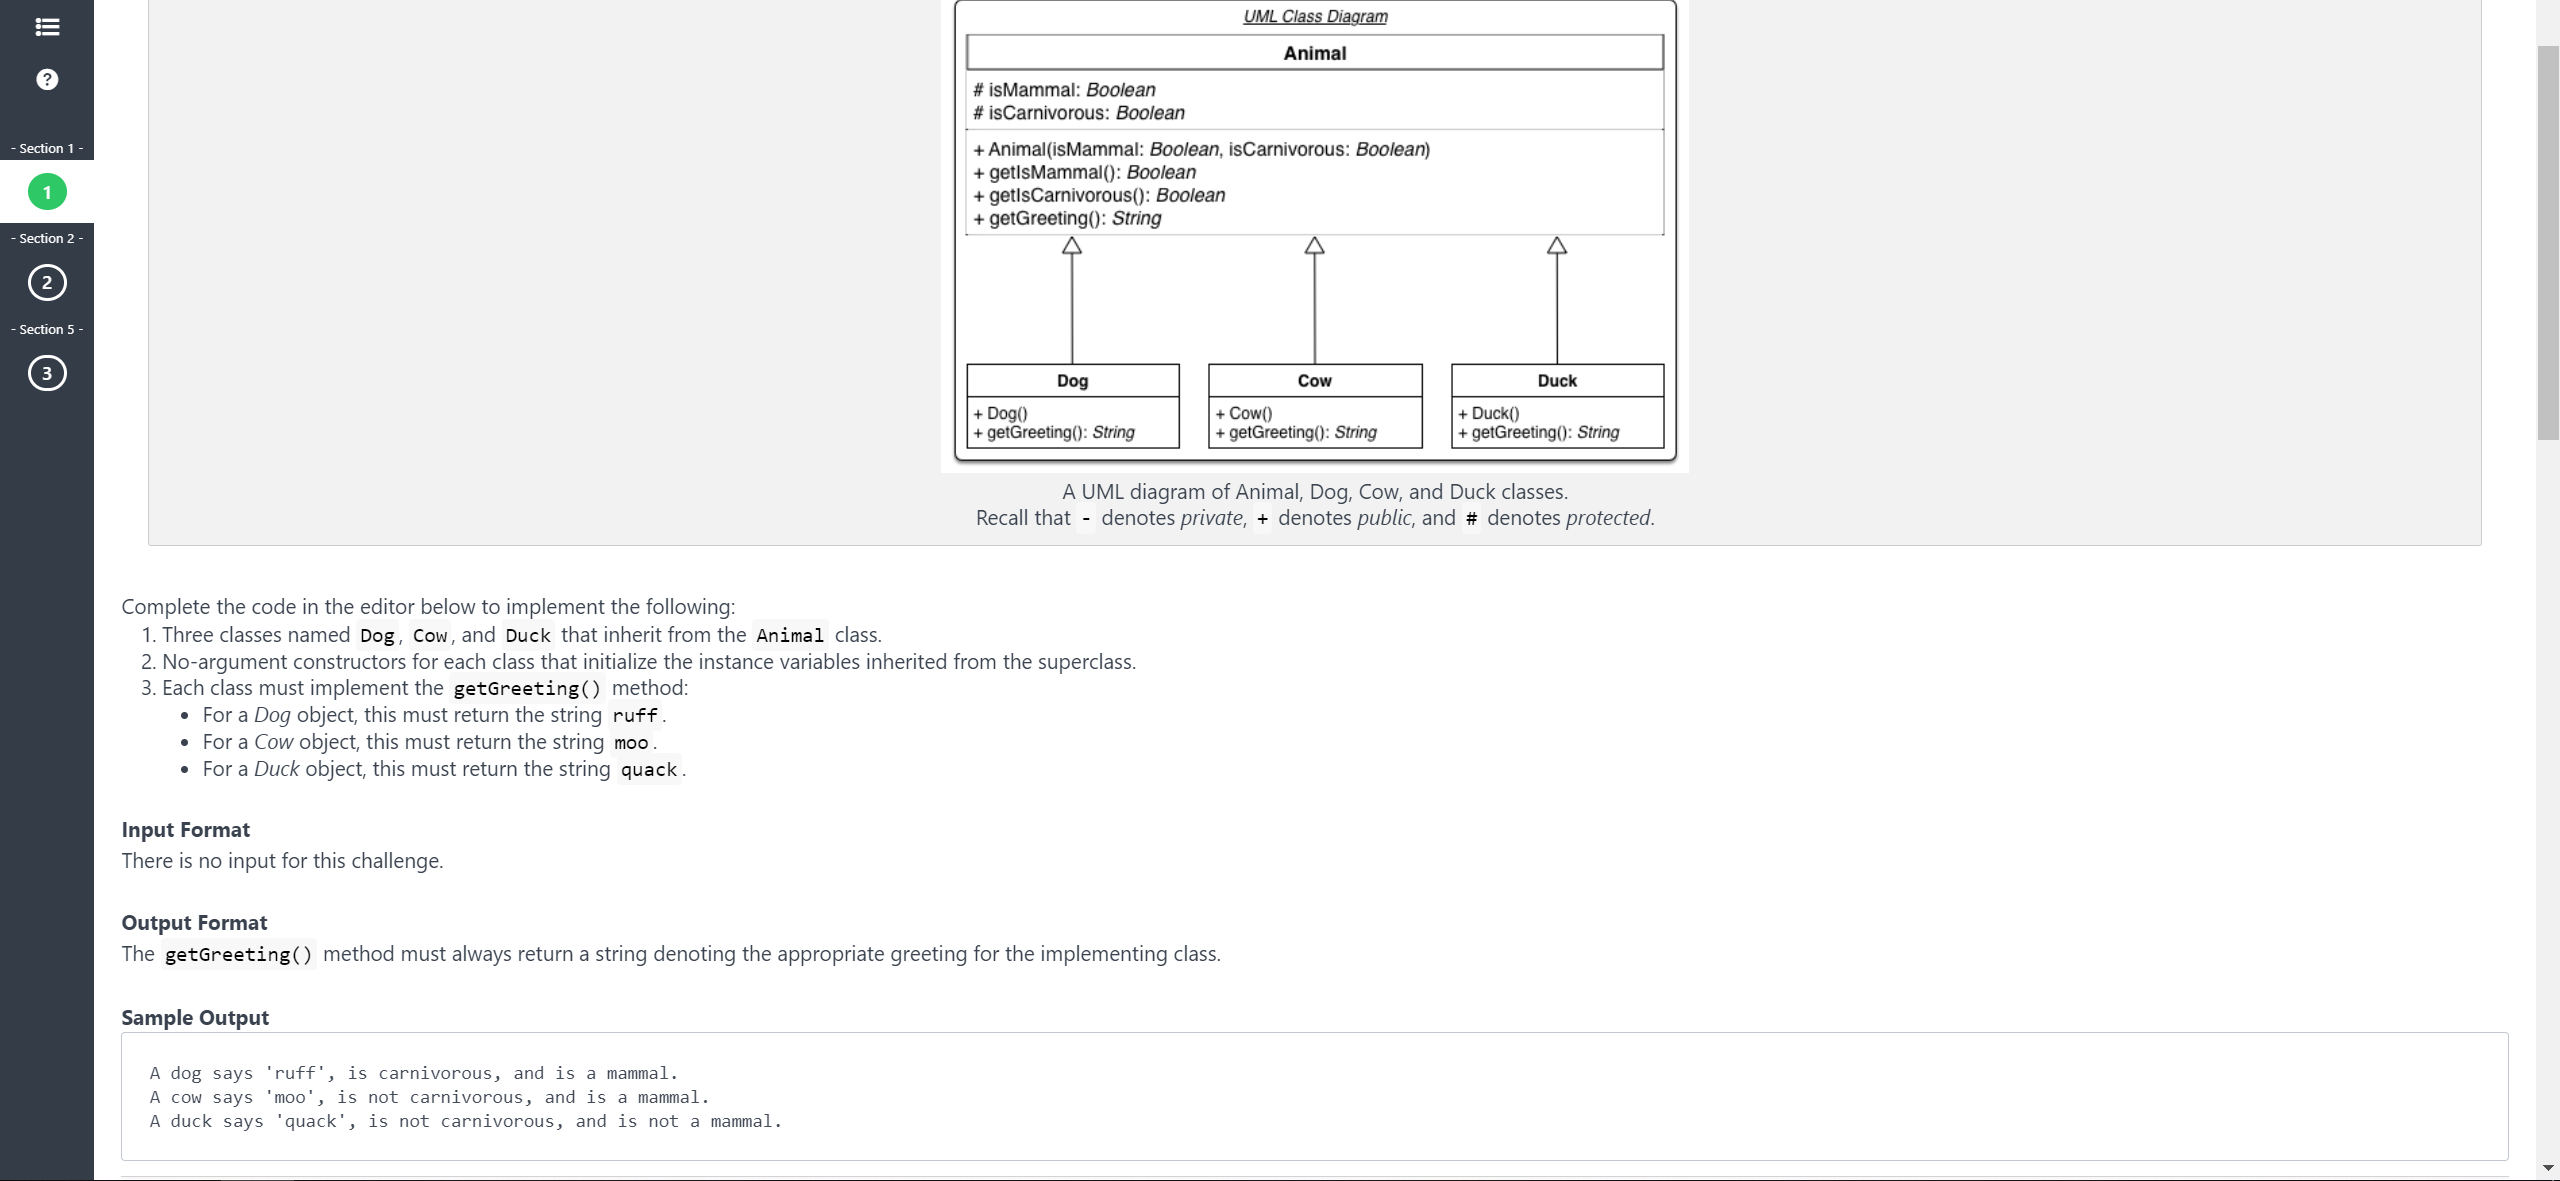 - Section 1 -
1
- Section 2 -
2
- Section 5 -
3
UML Class Diagram
Animal
# isMammal: Boolean
# isCarnivorous: Boolean
+ Animal(isMammal: Boolean, isCarnivorous: Boolean)
+ getIsMammal(): Boolean
+ getIsCarnivorous(): Boolean
+ getGreeting(): String
Dog
+ Dog()
+ getGreeting(): String
Cow
+ Cow()
+ getGreeting(): String
Duck
+ Duck()
+ getGreeting(): String
A UML diagram of Animal, Dog, Cow, and Duck classes.
Recall that - denotes private, + denotes public, and # denotes protected.
Complete the code in the editor below to implement the following:
1. Three classes named Dog, Cow, and Duck that inherit from the Animal class.
2. No-argument constructors for each class that initialize the instance variables inherited from the superclass.
3. Each class must implement the getGreeting() method:
• For a Dog object, this must return the string ruff.
• For a Cow object, this must return the string moo.
• For a Duck object, this must return the string quack.
Input Format
There is no input for this challenge.
Output Format
The getGreeting() method must always return a string denoting the appropriate greeting for the implementing class.
Sample Output
A dog says 'ruff', is carnivorous, and is a mammal.
A cow says 'moo', is not carnivorous, and is a mammal.
A duck says 'quack', is not carnivorous, and is not a mammal.